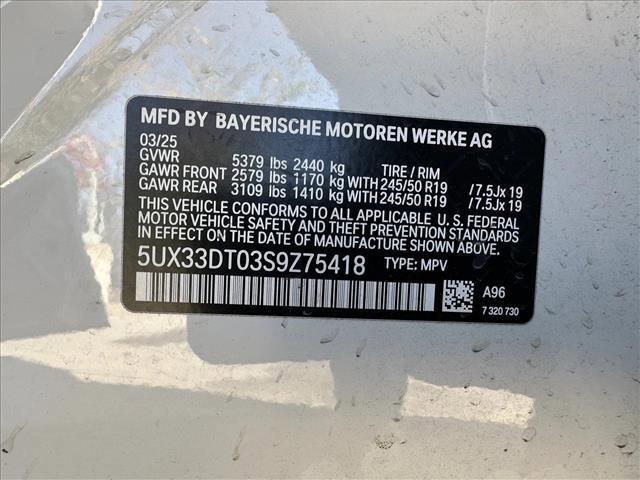 MFD BY BAYERISCHE MOTOREN WERKE AG
03/25
GVWR 5379 lbs 2440 kg TIRE / RIM
GAWR FRONT 2579 lbs 1170 kg WITH 245/50 R19 /7.5Jx19
GAWR REAR 3109 lbs 1410 kg WITH 245/50 R19 /7.5Jx19
THIS VEHICLE CONFORMS TO ALL APPLICABLE U. S. FEDERAL
MOTOR VEHICLE SAFETY AND THEFT PREVENTION STANDARDS
IN EFFECT ON THE DATE OF MANUFACTURE SHOWN ABOVE.
5UX33DT03S9Z75418 TYPE: MPV
A96
7 320 730